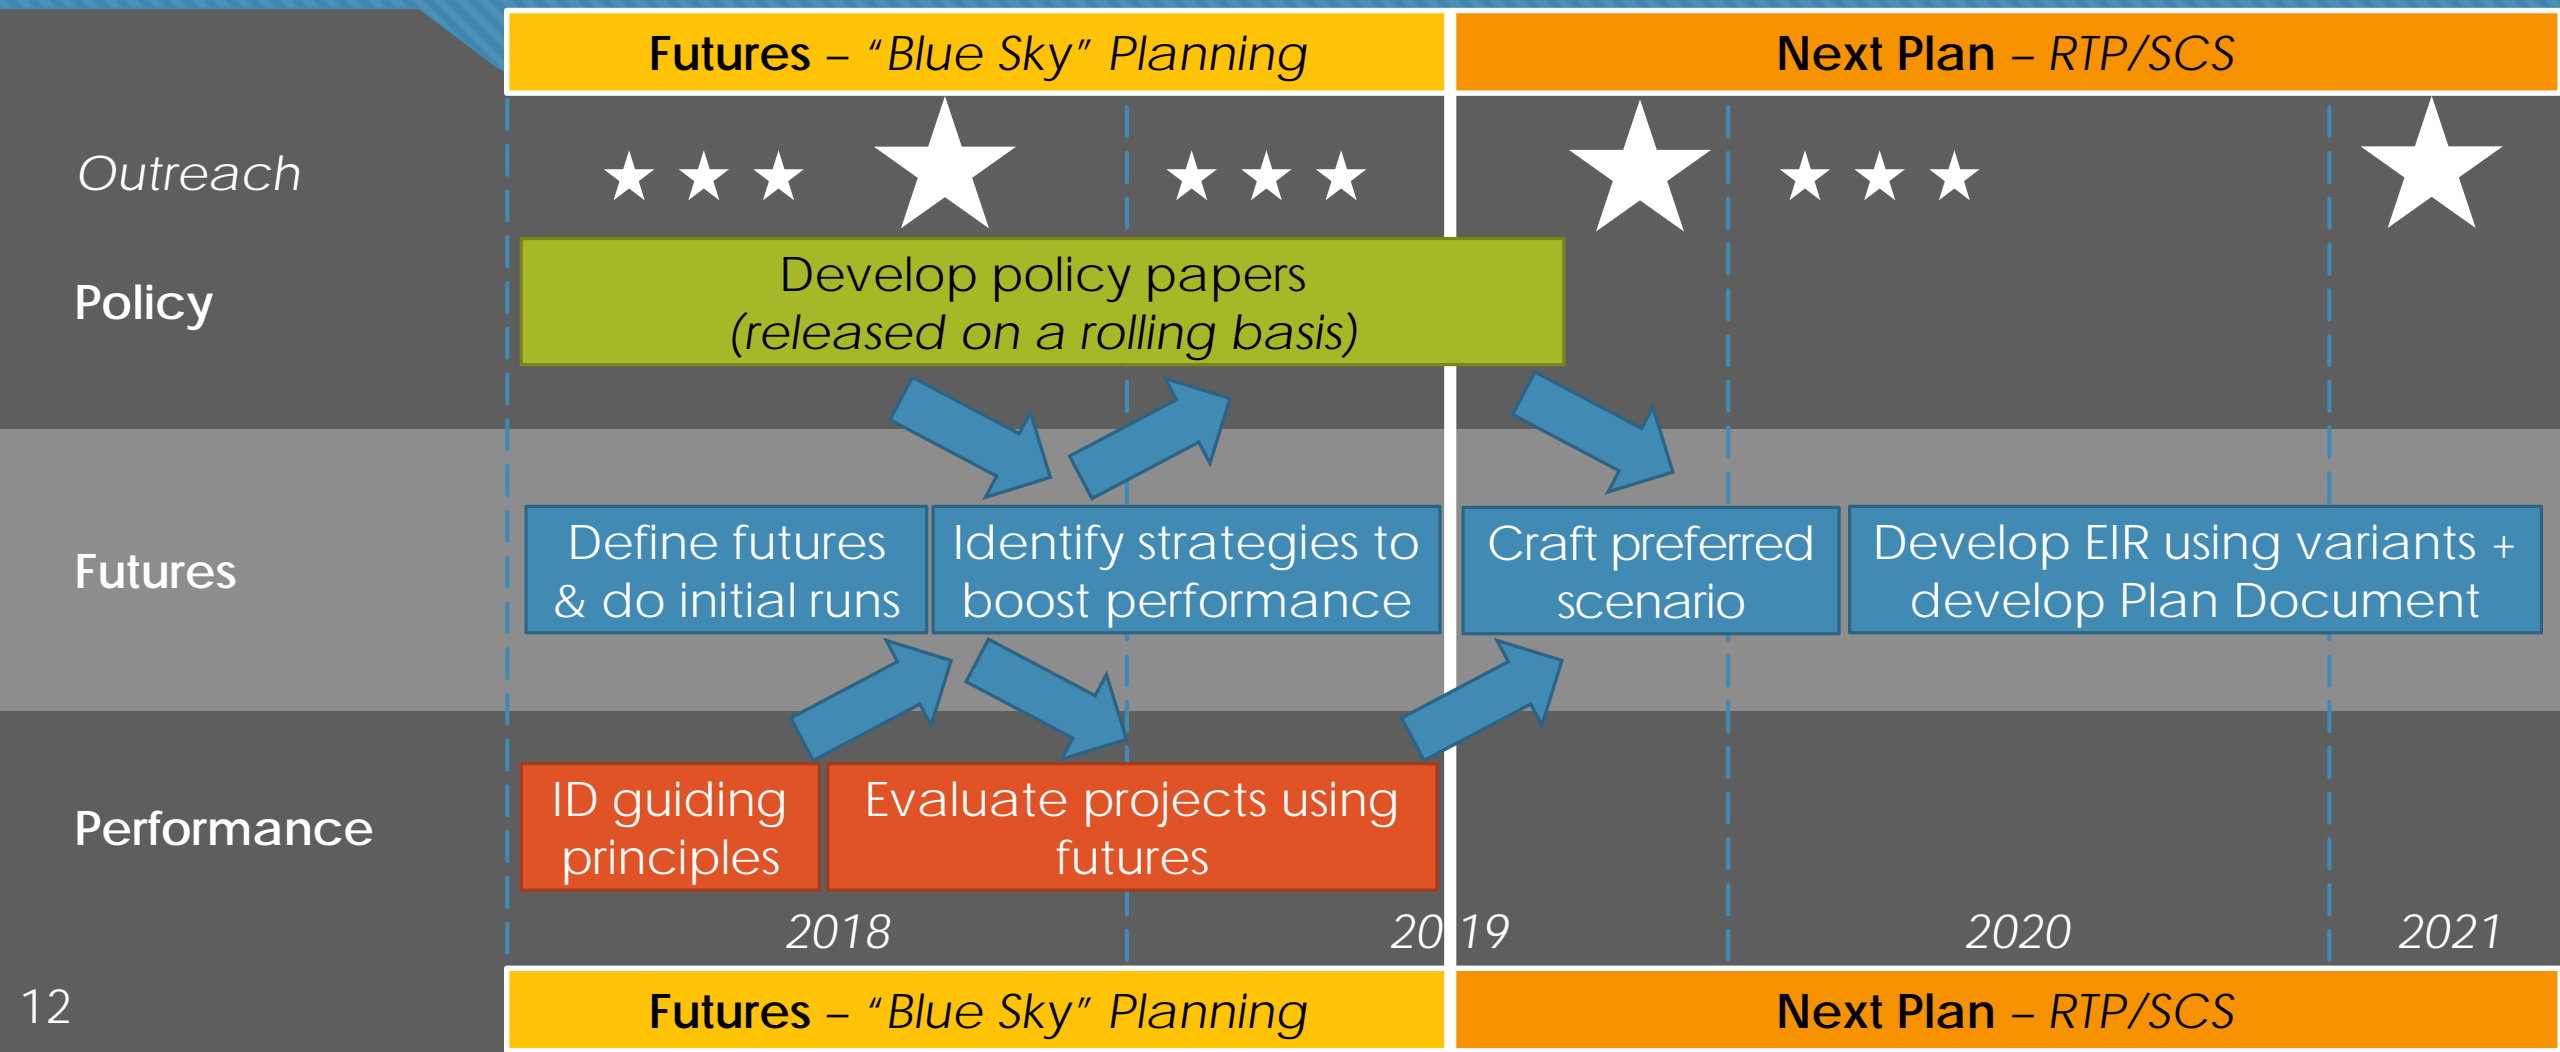 Futures – “Blue Sky” Planning
Next Plan – RTP/SCS
Outreach
Policy
Develop policy papers
(released on a rolling basis)
Futures
Define futures
& do initial runs
Identify strategies to
boost performance
Craft preferred
scenario
Develop EIR using variants +
develop Plan Document
Performance
ID guiding
principles
Evaluate projects using
futures
2018
2019
2020
2021
12
Futures – “Blue Sky” Planning
Next Plan – RTP/SCS